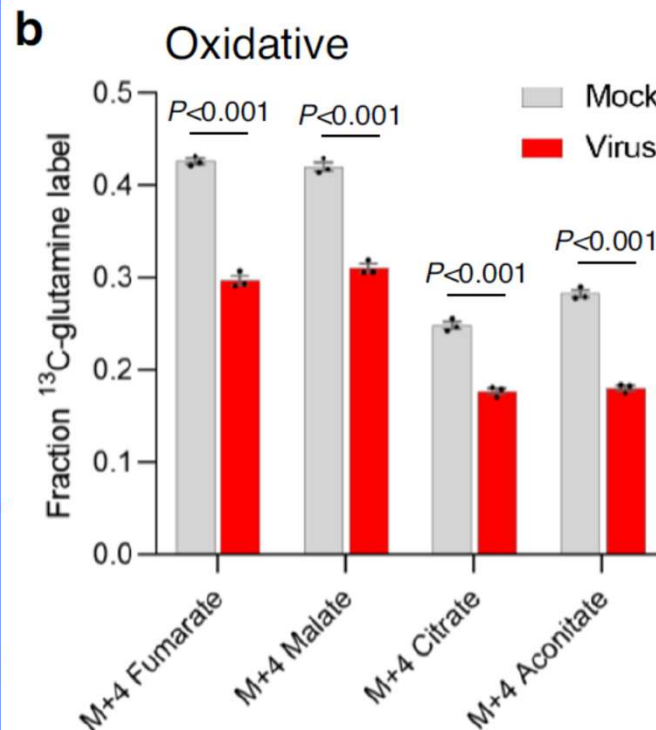 b
Oxidative
Mock
Virus
P<0.001
P<0.001
P<0.001
P<0.001
Fraction ¹³C-glutamine label
0.5
0.4
0.3
0.2
0.1
0.0
M+4 Fumarate
M+4 Malate
M+4 Citrate
M+4 Aconitate